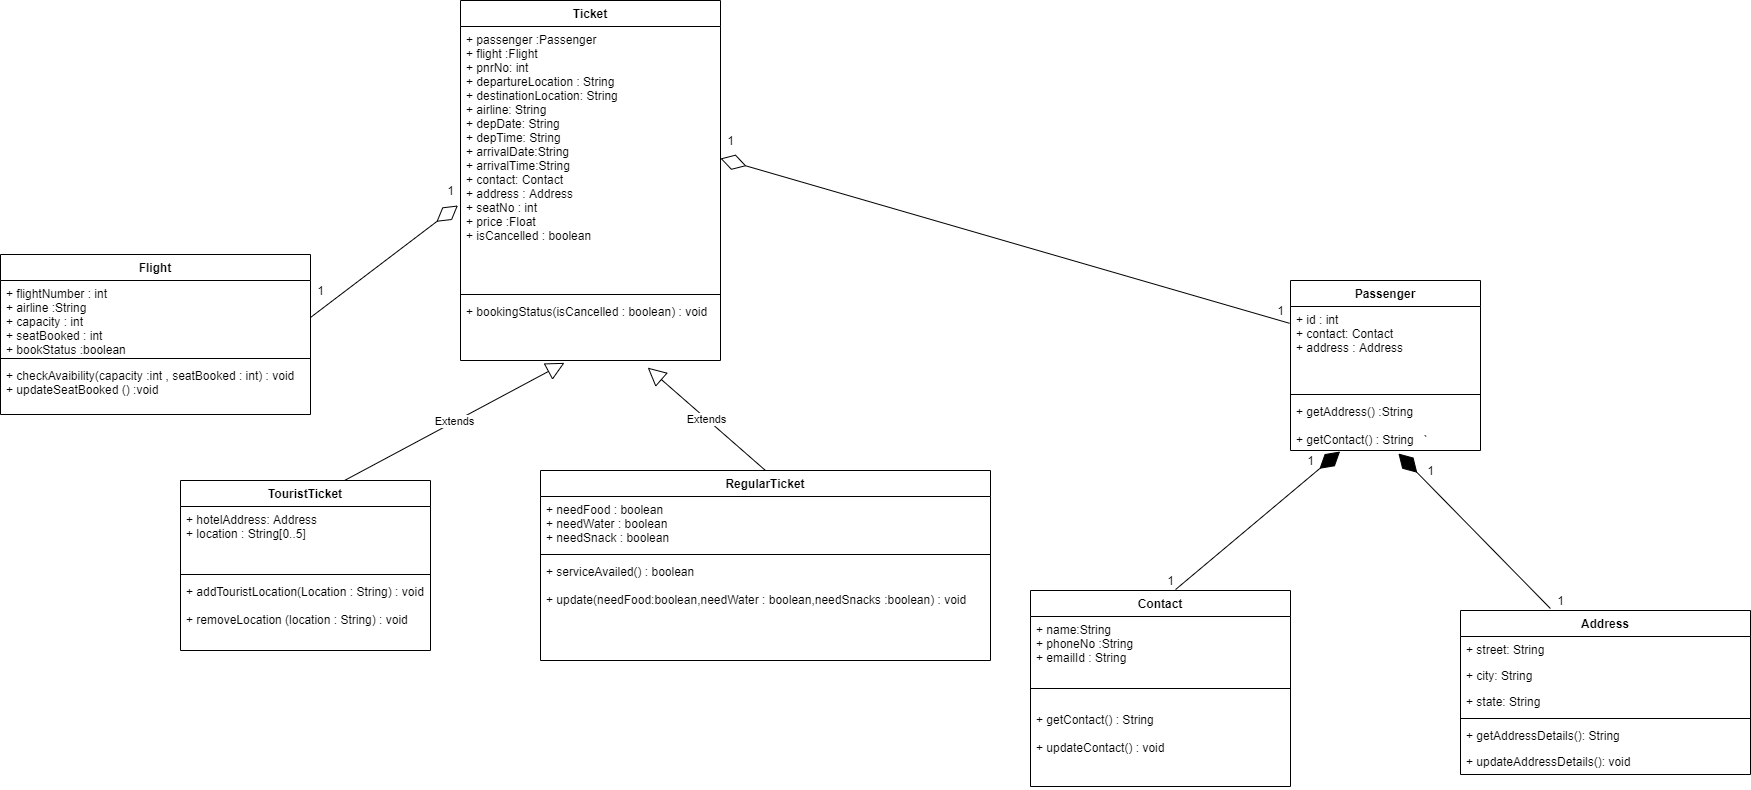 Ticket
+ passenger :Passenger
+ flight :Flight
+ pnrNo: int
+ departureLocation : String
+ destinationLocation: String
+ airline: String
+ depDate: String
+ depTime: String
+ arrivalDate:String
+ arrivalTime:String
+ contact: Contact
+ address : Address
+ seatNo : int
+ price :Float
+ isCancelled : boolean
+ bookingStatus(isCancelled : boolean) : void
1
1
1
1
Flight
+ flightNumber : int
+ airline :String
+ capacity : int
+ seatBooked : int
+ bookStatus :boolean
+ checkAvaibility(capacity :int , seatBooked : int) : void
+ updateSeatBooked () :void
Passenger
+ id : int
+ contact: Contact
+ address : Address
+ getAddress() :String
+ getContact() : String `
Extends
Extends
1
1
TouristTicket
+ hotelAddress: Address
+ location : String[0..5]
+ addTouristLocation(Location : String) : void
+ removeLocation (location : String) : void
RegularTicket
+ needFood : boolean
+ needWater : boolean
+ needSnack : boolean
+ serviceAvailed() : boolean
+ update(needFood:boolean,needWater : boolean,needSnacks :boolean) : void
1
1
Contact
+ name:String
+ phoneNo :String
+ emailId : String
+ getContact() : String
+ updateContact() : void
Address
+ street: String
+ city: String
+ state: String
+ getAddressDetails(): String
+ updateAddressDetails(): void